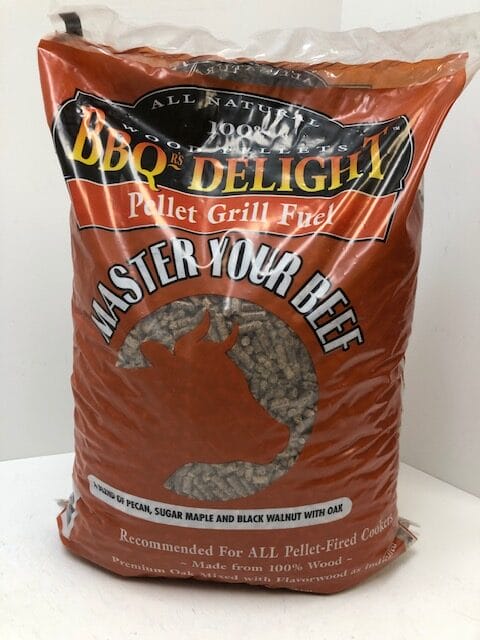 ALL NATURAL
100%
WOOD PELLETS
BBQR'S DELIGHT™
Pellet Grill Fuel
MASTER YOUR BEEF
A BLEND OF PECAN, SUGAR MAPLE AND BLACK WALNUT WITH OAK
Recommended For ALL Pellet-Fired Cookers
~ Made from 100% Wood ~
Premium Oak Mixed with Flavorwood as indicated